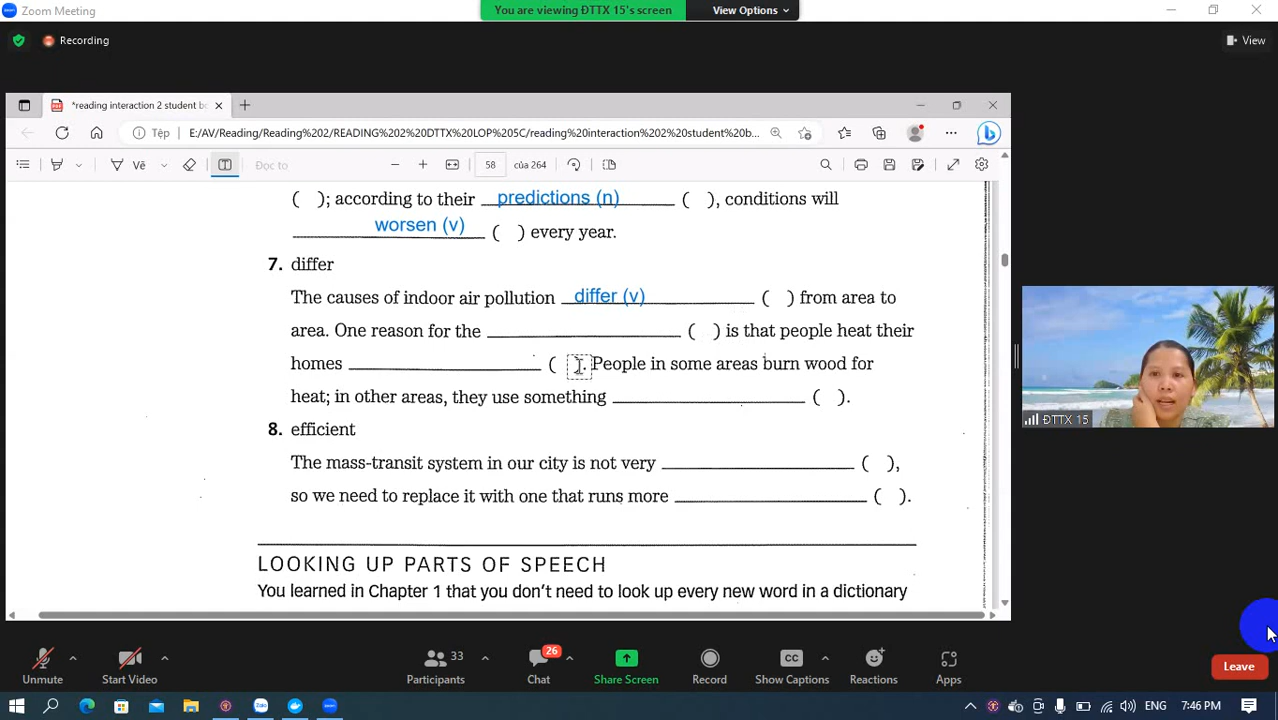 Zoom Meeting
You are viewing ĐTTX 15's screen
View Options
Recording
View
*reading interaction 2 student bo
Tệp
E:/AV/Reading/Reading%202/READING%202%20DTTX%20LOP%205C/reading%20interaction%202%20student%20b...
Vẽ
Đọc to
58
của 264
( ); according to their predictions (n) ( ), conditions will
worsen (v) ( ) every year.
7. differ
The causes of indoor air pollution differ (v) ( ) from area to
area. One reason for the ( ) is that people heat their
homes ( ). People in some areas burn wood for
heat; in other areas, they use something ( ).
8. efficient
The mass-transit system in our city is not very ( ),
so we need to replace it with one that runs more ( ).
LOOKING UP PARTS OF SPEECH
You learned in Chapter 1 that you don't need to look up every new word in a dictionary
ĐTTX 15
Unmute
Start Video
33
Participants
26
Chat
Share Screen
Record
CC
Show Captions
Reactions
Apps
Leave
ENG
7:46 PM